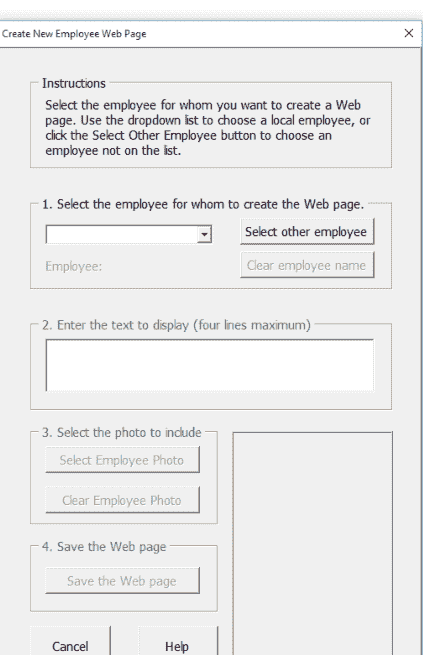 Create New Employee Web Page
Instructions
Select the employee for whom you want to create a Web
page. Use the dropdown list to choose a local employee, or
click the Select Other Employee button to choose an
employee not on the list.
1. Select the employee for whom to create the Web page.
Select other employee
Employee:
Clear employee name
2. Enter the text to display (four lines maximum)
3. Select the photo to include
Select Employee Photo
Clear Employee Photo
4. Save the Web page
Save the Web page
Cancel
Help